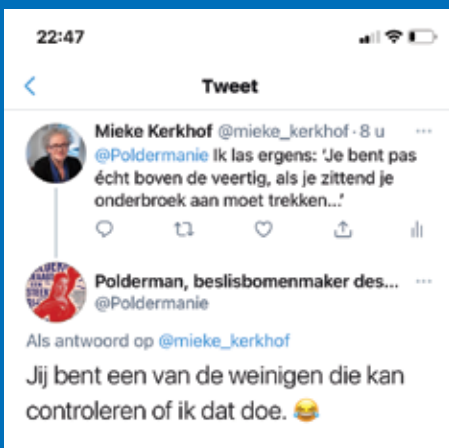 22:47
Tweet
Mieke Kerkhof @mieke_kerkhof · 8 u
@Poldermanie Ik las ergens: 'Je bent pas
écht boven de veertig, als je zittend je
onderbroek aan moet trekken...'
Polderman, beslisbomenmaker des...
@Poldermanie
Als antwoord op @mieke_kerkhof
Jij bent een van de weinigen die kan
controleren of ik dat doe. 😂